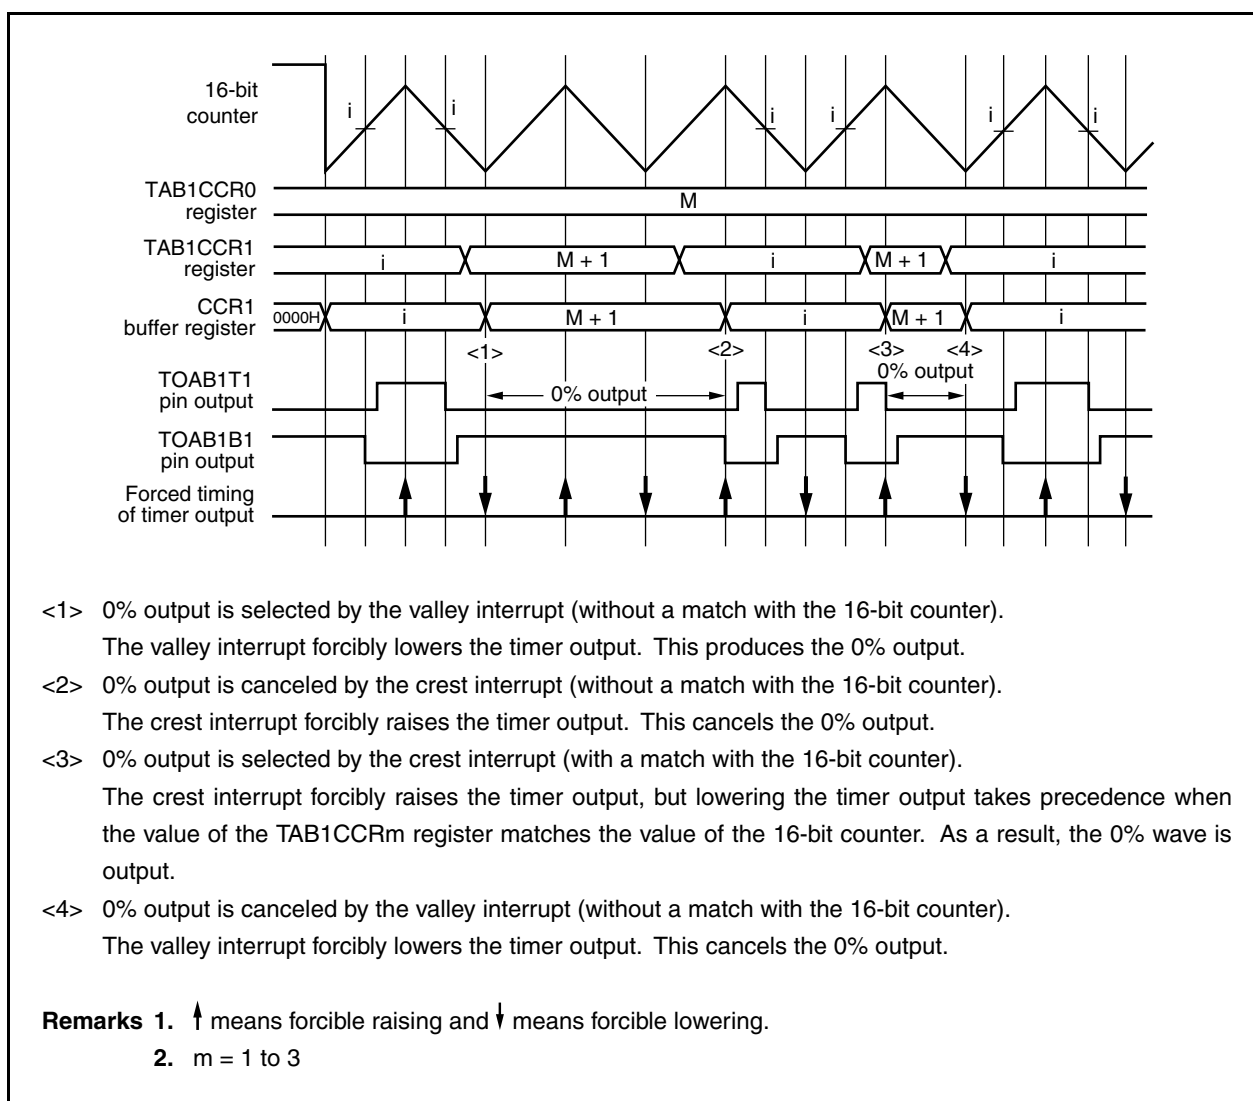 16-bit
counter
i
i
i
i
i
i
TAB1CCR0
register
M
TAB1CCR1
register
i
M + 1
i
M + 1
i
CCR1
buffer register
0000H
i
M + 1
i
M + 1
i
<1>
<2>
<3>
<4>
TOAB1T1
pin output
0% output
0% output
TOAB1B1
pin output
Forced timing
of timer output
<1> 0% output is selected by the valley interrupt (without a match with the 16-bit counter).
The valley interrupt forcibly lowers the timer output. This produces the 0% output.
<2> 0% output is canceled by the crest interrupt (without a match with the 16-bit counter).
The crest interrupt forcibly raises the timer output. This cancels the 0% output.
<3> 0% output is selected by the crest interrupt (with a match with the 16-bit counter).
The crest interrupt forcibly raises the timer output, but lowering the timer output takes precedence when
the value of the TAB1CCRm register matches the value of the 16-bit counter. As a result, the 0% wave is
output.
<4> 0% output is canceled by the valley interrupt (without a match with the 16-bit counter).
The valley interrupt forcibly lowers the timer output. This cancels the 0% output.
Remarks 1. ↑ means forcible raising and ↓ means forcible lowering.
2. m = 1 to 3